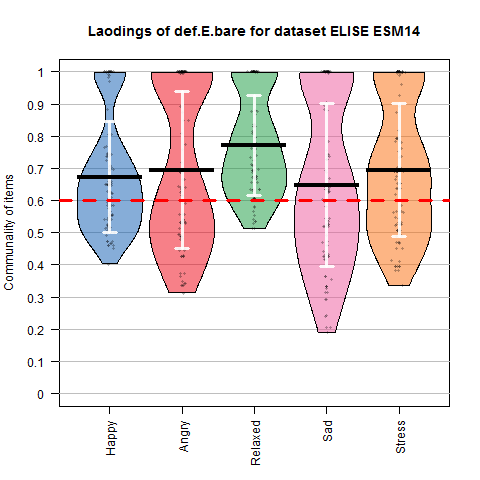 Laodings of def.E.bare for dataset ELISE ESM14
Communality of items
1
0.9
0.8
0.7
0.6
0.5
0.4
0.3
0.2
0.1
0
Happy
Angry
Relaxed
Sad
Stress